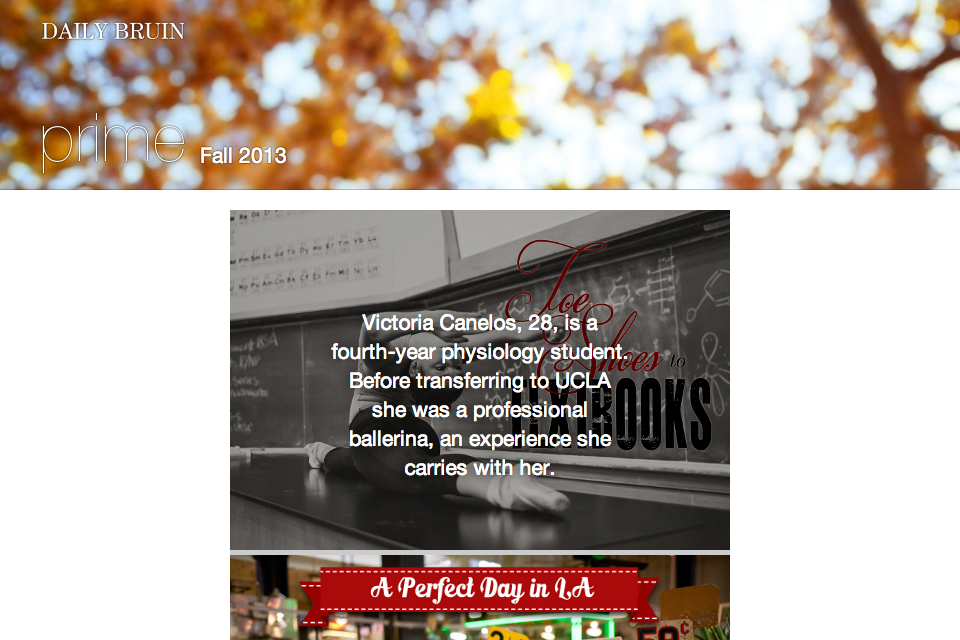 DAILY BRUIN
prime Fall 2013
Toe
Shoes to
TEXTBOOKS
Victoria Canelos, 28, is a
fourth-year physiology student.
Before transferring to UCLA
she was a professional
ballerina, an experience she
carries with her.
A Perfect Day in LA
59¢